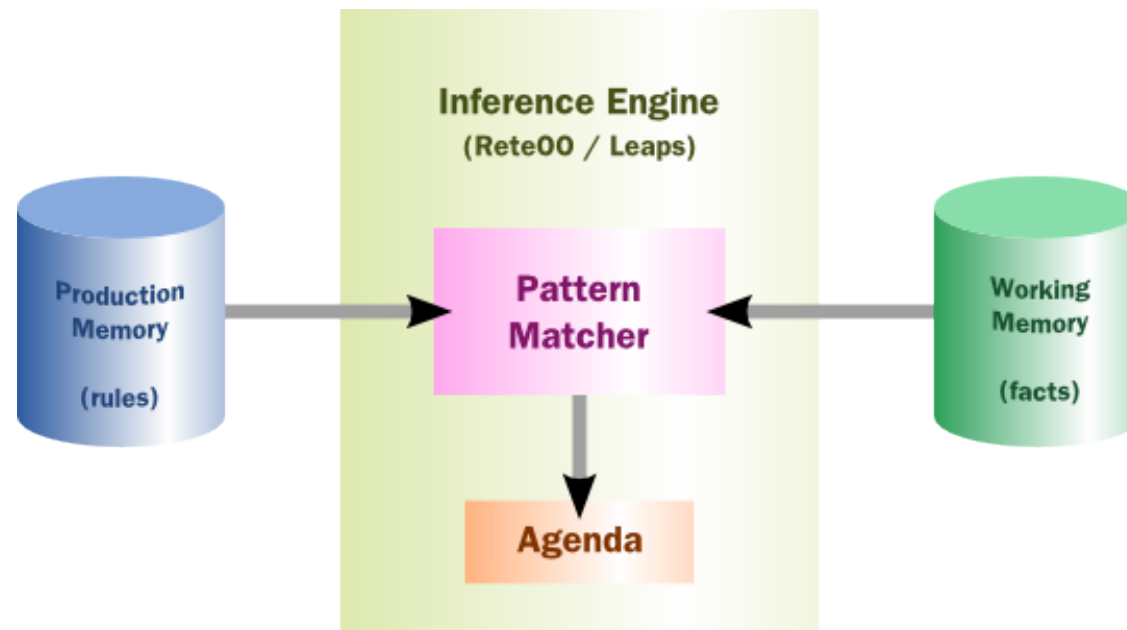 Inference Engine
(ReteOO / Leaps)
Production
Memory
(rules)
Pattern
Matcher
Working
Memory
(facts)
Agenda